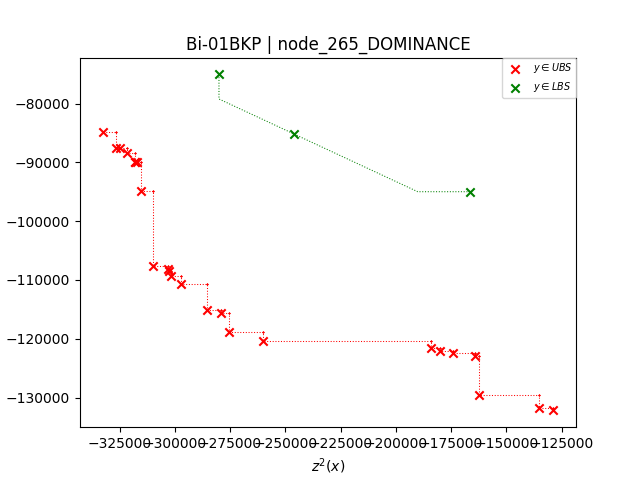 Bi-01BKP | node_265_DOMINANCE
y ∈ UBS
y ∈ LBS
−80000
−90000
−100000
−110000
−120000
−130000
−325000−300000−275000−250000−225000−200000−175000−150000−125000
z²(x)